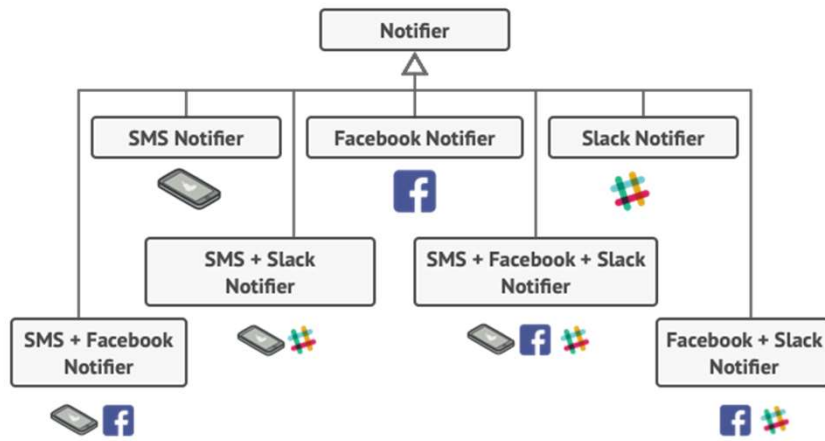 Notifier
SMS Notifier
Facebook Notifier
Slack Notifier
SMS + Slack
Notifier
SMS + Facebook + Slack
Notifier
SMS + Facebook
Notifier
Facebook + Slack
Notifier